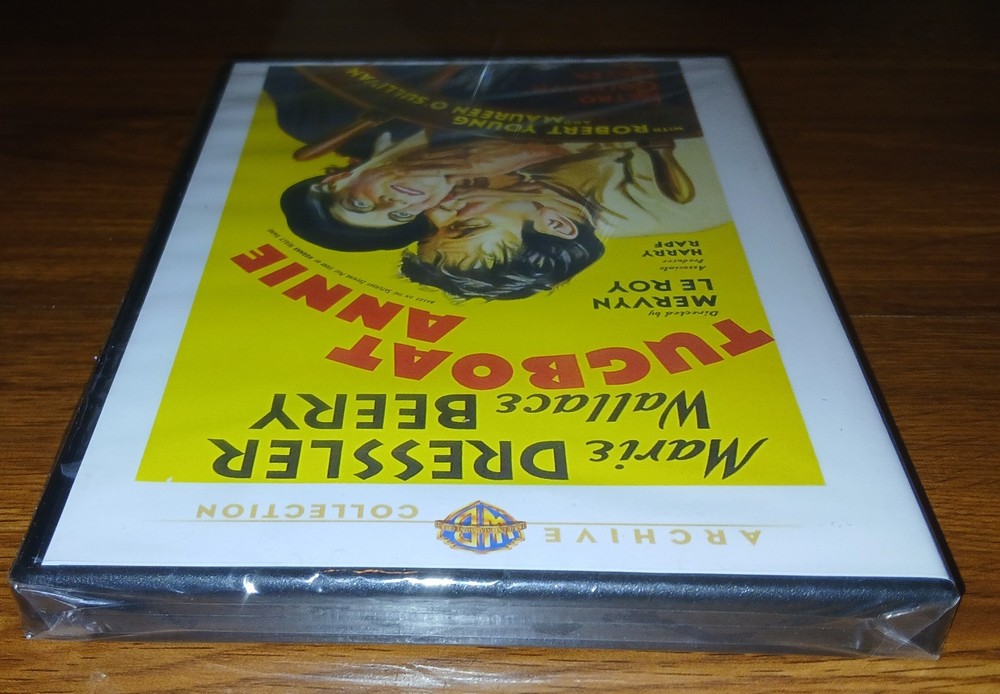 ARCHIVE COLLECTION
Marie DRESSLER
Wallace BEERY
TUGBOAT
ANNIE
Directed by
MERVYN
LE ROY
Associate
Producer
HARRY
RAPF
WITH ROBERT YOUNG
AND MAUREEN O'SULLIVAN